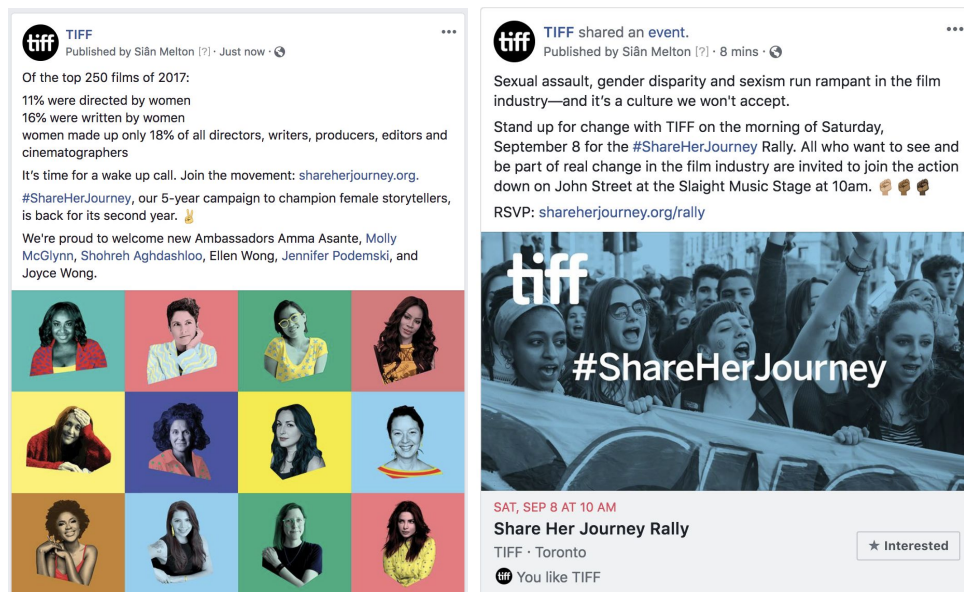 tiff
TIFF
Published by Siân Melton [?] · Just now ·
Of the top 250 films of 2017:
11% were directed by women
16% were written by women
women made up only 18% of all directors, writers, producers, editors and
cinematographers
It's time for a wake up call. Join the movement: shareherjourney.org.
#ShareHerJourney, our 5-year campaign to champion female storytellers,
is back for its second year. ✌
We're proud to welcome new Ambassadors Amma Asante, Molly
McGlynn, Shohreh Aghdashloo, Ellen Wong, Jennifer Podemski, and
Joyce Wong.
tiff
TIFF shared an event.
Published by Siân Melton [?] · 8 mins ·
Sexual assault, gender disparity and sexism run rampant in the film
industry—and it's a culture we won't accept.
Stand up for change with TIFF on the morning of Saturday,
September 8 for the #ShareHerJourney Rally. All who want to see and
be part of real change in the film industry are invited to join the action
down on John Street at the Slaight Music Stage at 10am. ✊🏼✊🏾✊🏿
RSVP: shareherjourney.org/rally
tiff
#ShareHerJourney
SAT, SEP 8 AT 10 AM
Share Her Journey Rally
TIFF · Toronto
★ Interested
tiff You like TIFF